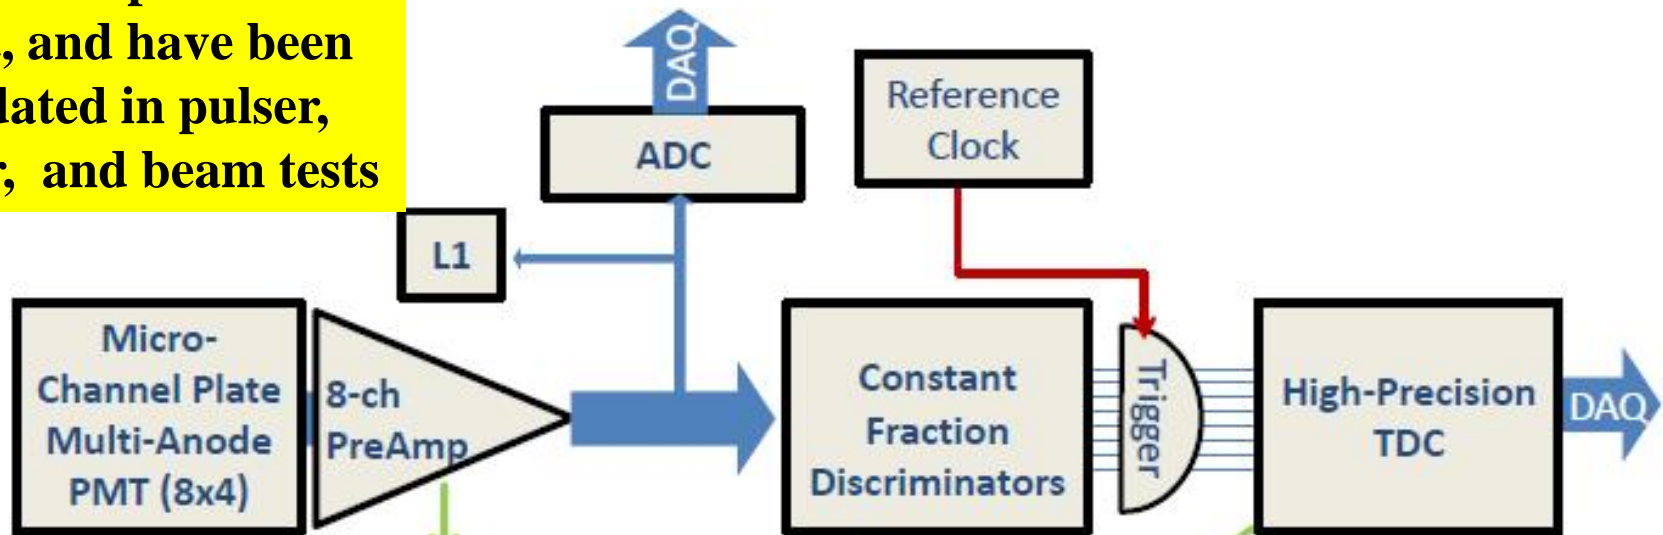 , and have been
dated in pulser,
, and beam tests
DAQ
ADC
Reference
Clock
L1
Micro-
Channel Plate
Multi-Anode
PMT (8x4)
8-ch
PreAmp
Constant
Fraction
Discriminators
Trigger
High-Precision
TDC
DAQ